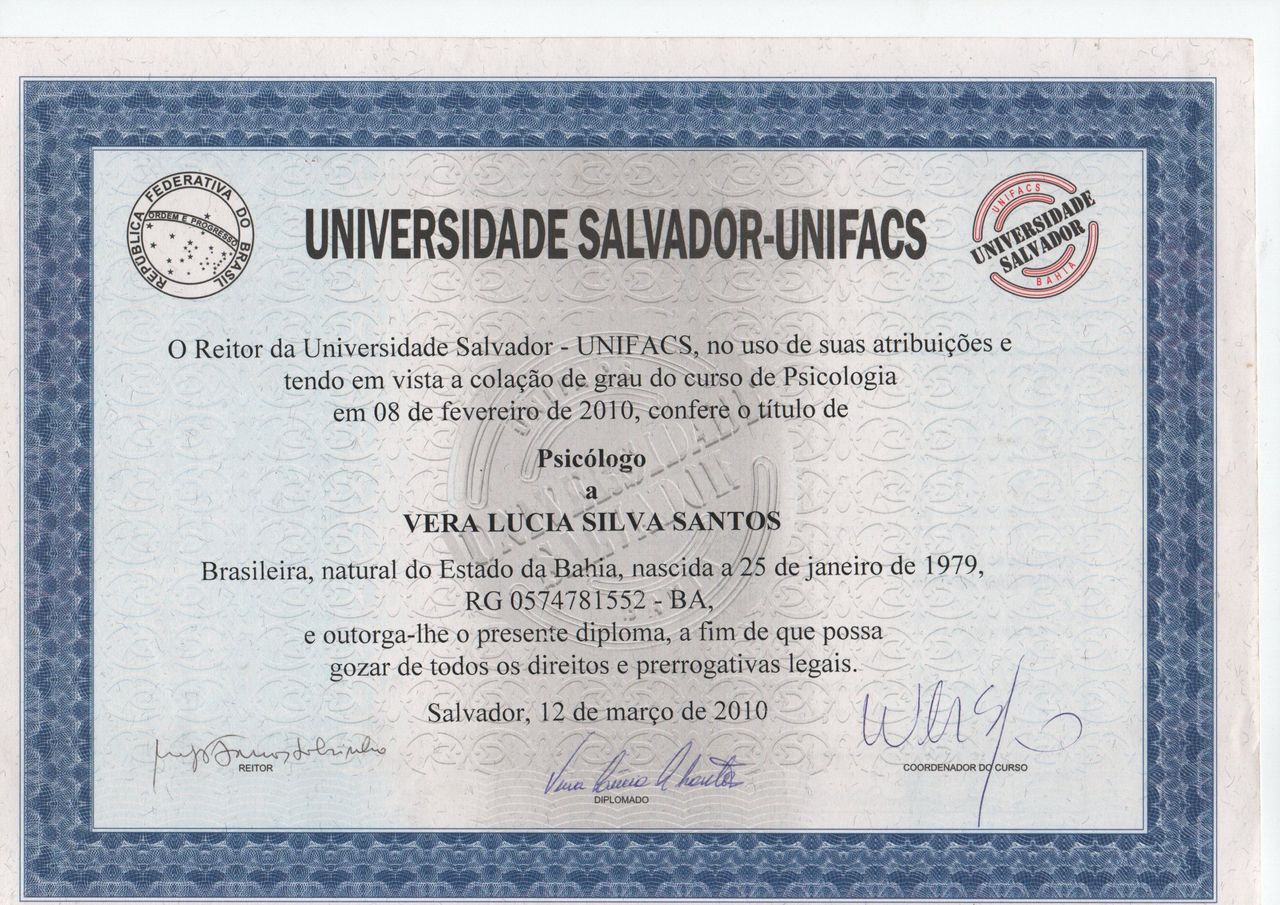 REPUBLICA FEDERATIVA DO BRASIL
ORDEM E PROGRESSO
UNIVERSIDADE SALVADOR-UNIFACS
UNIFACS
UNIVERSIDADE
SALVADOR
BAHIA
O Reitor da Universidade Salvador - UNIFACS, no uso de suas atribuições e
tendo em vista a colação de grau do curso de Psicologia
em 08 de fevereiro de 2010, confere o título de
Psicólogo
a
VERA LUCIA SILVA SANTOS
Brasileira, natural do Estado da Bahia, nascida a 25 de janeiro de 1979,
RG 0574781552 - BA,
e outorga-lhe o presente diploma, a fim de que possa
gozar de todos os direitos e prerrogativas legais.
Salvador, 12 de março de 2010
REITOR
DIPLOMADO
COORDENADOR DO CURSO